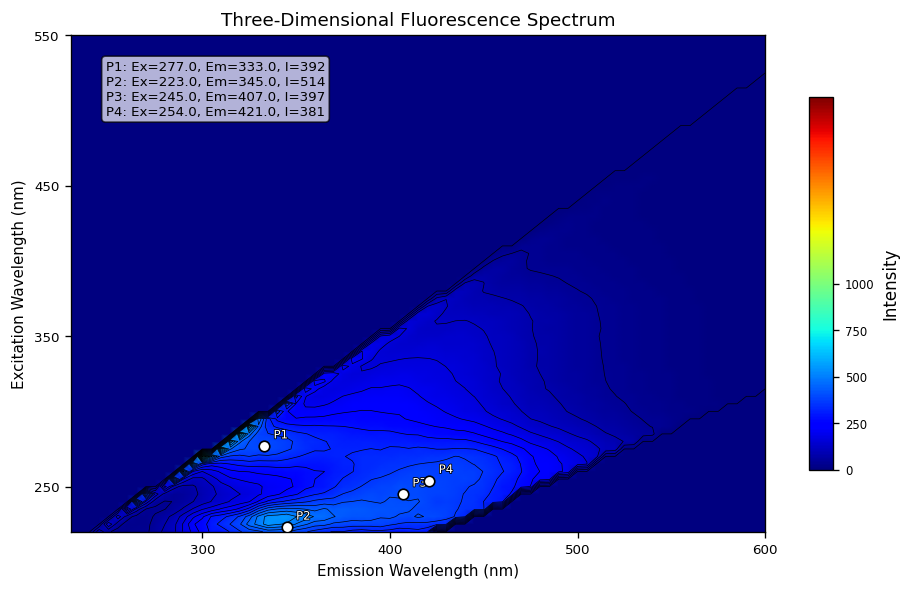 Three-Dimensional Fluorescence Spectrum
550
450
350
250
Excitation Wavelength (nm)
P1: Ex=277.0, Em=333.0, I=392
P2: Ex=223.0, Em=345.0, I=514
P3: Ex=245.0, Em=407.0, I=397
P4: Ex=254.0, Em=421.0, I=381
P1
P4
P3
P2
300
400
500
600
Emission Wavelength (nm)
1000
750
500
250
0
Intensity